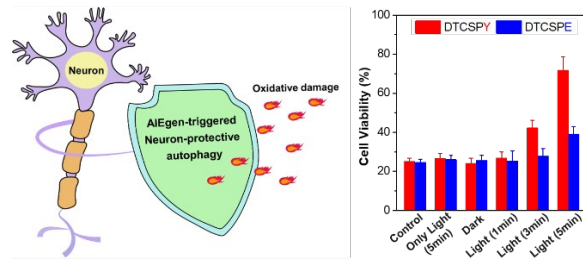 Neuron
Oxidative damage
AIEgen-triggered
Neuron-protective
autophagy
DTCSPY
DTCSPE
Cell Viability (%)
100
80
60
40
20
0
Control
Only Light
(5min)
Dark
Light (1min)
Light (3min)
Light (5min)